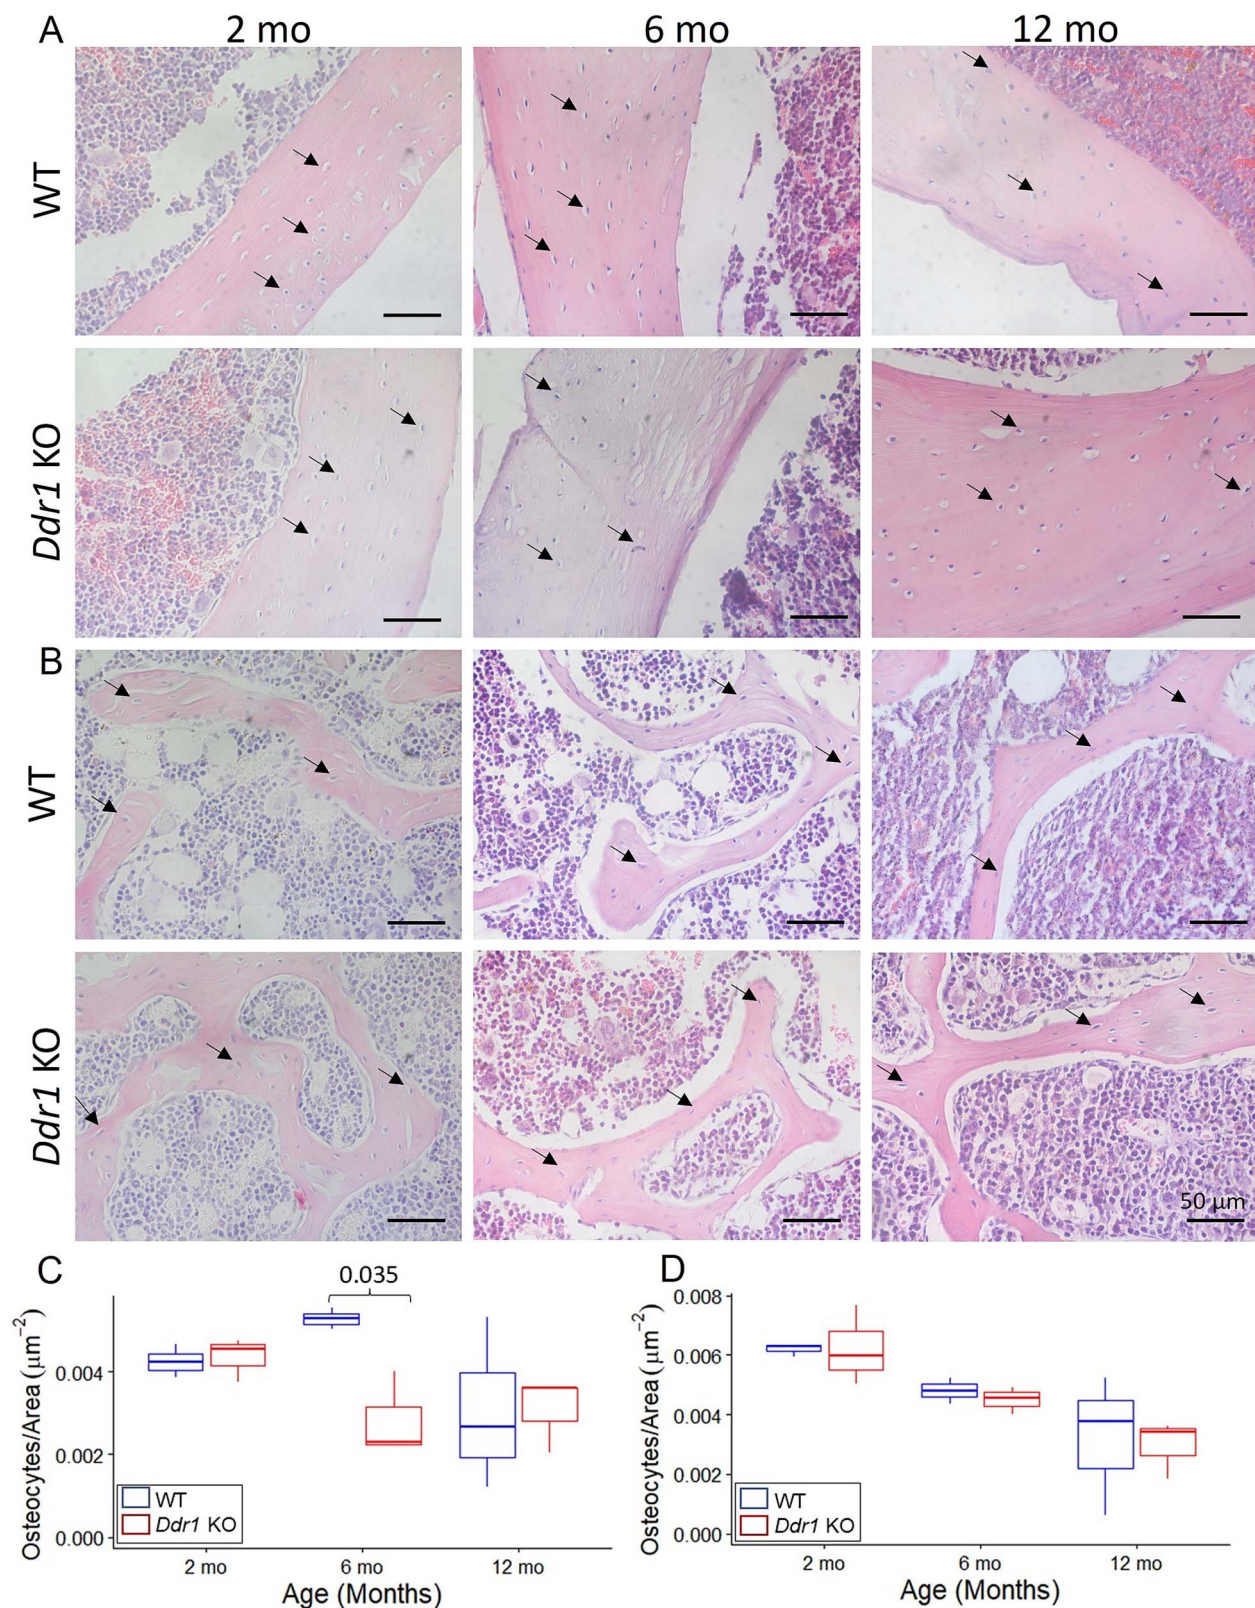 A
2 mo
6 mo
12 mo
WT
Ddr1 KO
B
WT
Ddr1 KO
50 µm
C
0.035
Osteocytes/Area (µm⁻²)
0.004
0.002
0.000
WT
Ddr1 KO
2 mo
6 mo
12 mo
Age (Months)
D
Osteocytes/Area (µm⁻²)
0.008
0.006
0.004
0.002
0.000
WT
Ddr1 KO
2 mo
6 mo
12 mo
Age (Months)